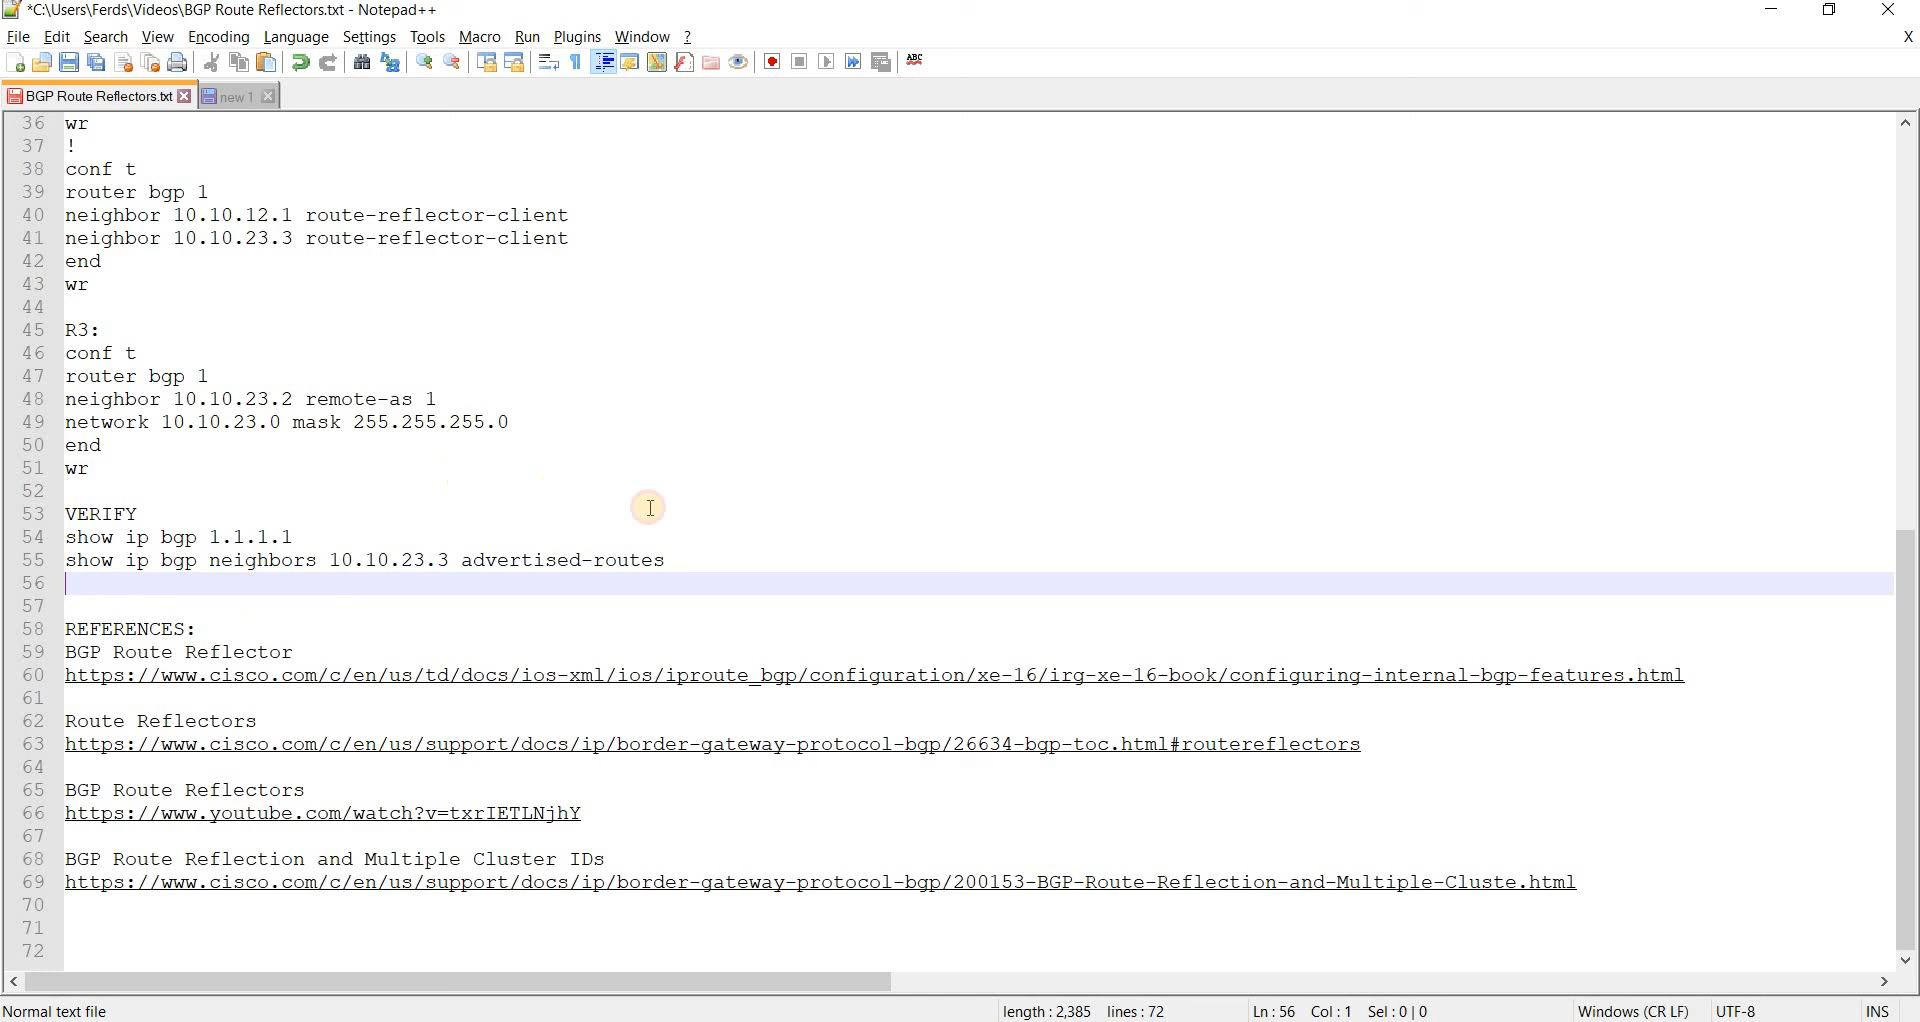 *C:\Users\Ferds\Videos\BGP Route Reflectors.txt - Notepad++
File Edit Search View Encoding Language Settings Tools Macro Run Plugins Window ? X
ABC
BGP Route Reflectors.txt new 1
36 wr
37 !
38 conf t
39 router bgp 1
40 neighbor 10.10.12.1 route-reflector-client
41 neighbor 10.10.23.3 route-reflector-client
42 end
43 wr
44
45 R3:
46 conf t
47 router bgp 1
48 neighbor 10.10.23.2 remote-as 1
49 network 10.10.23.0 mask 255.255.255.0
50 end
51 wr
52
53 VERIFY
54 show ip bgp 1.1.1.1
55 show ip bgp neighbors 10.10.23.3 advertised-routes
56
57
58 REFERENCES:
59 BGP Route Reflector
60 https://www.cisco.com/c/en/us/td/docs/ios-xml/ios/iproute_bgp/configuration/xe-16/irg-xe-16-book/configuring-internal-bgp-features.html
61
62 Route Reflectors
63 https://www.cisco.com/c/en/us/support/docs/ip/border-gateway-protocol-bgp/26634-bgp-toc.html#routereflectors
64
65 BGP Route Reflectors
66 https://www.youtube.com/watch?v=txrIETLNjhY
67
68 BGP Route Reflection and Multiple Cluster IDs
69 https://www.cisco.com/c/en/us/support/docs/ip/border-gateway-protocol-bgp/200153-BGP-Route-Reflection-and-Multiple-Cluste.html
70
71
72
Normal text file length : 2,385 lines : 72 Ln : 56 Col : 1 Sel : 0 | 0 Windows (CR LF) UTF-8 INS